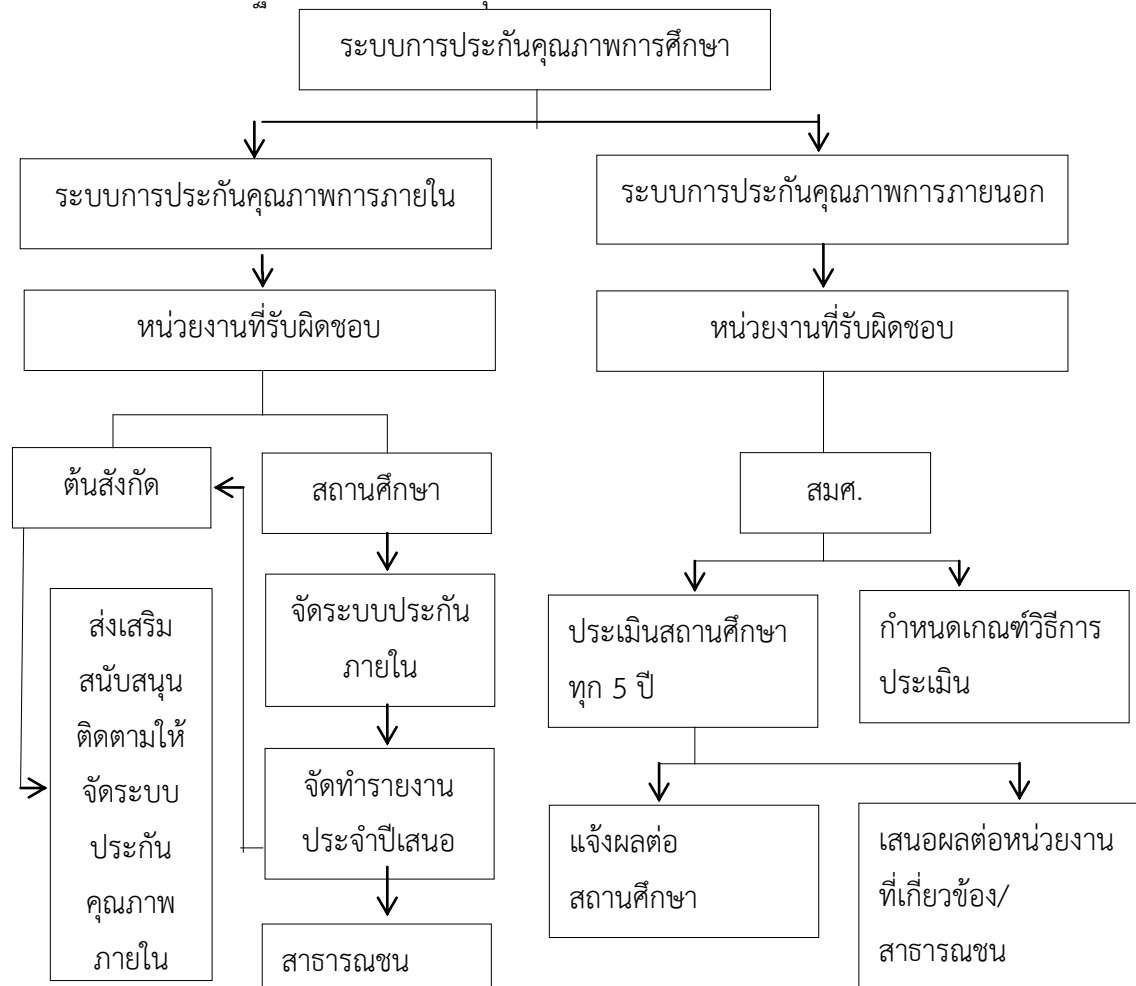 ระบบการประกันคุณภาพการศึกษา
ระบบการประกันคุณภาพการภายใน
ระบบการประกันคุณภาพการภายนอก
หน่วยงานที่รับผิดชอบ
หน่วยงานที่รับผิดชอบ
ต้นสังกัด
สถานศึกษา
สมศ.
ส่งเสริม
สนับสนุน
ติดตามให้
จัดระบบ
ประกัน
คุณภาพ
ภายใน
จัดระบบประกัน
ภายใน
จัดทำรายงาน
ประจำปีเสนอ
สาธารณชน
ประเมินสถานศึกษา
ทุก 5 ปี
กำหนดเกณฑ์วิธีการ
ประเมิน
แจ้งผลต่อ
สถานศึกษา
เสนอผลต่อหน่วยงาน
ที่เกี่ยวข้อง/
สาธารณชน